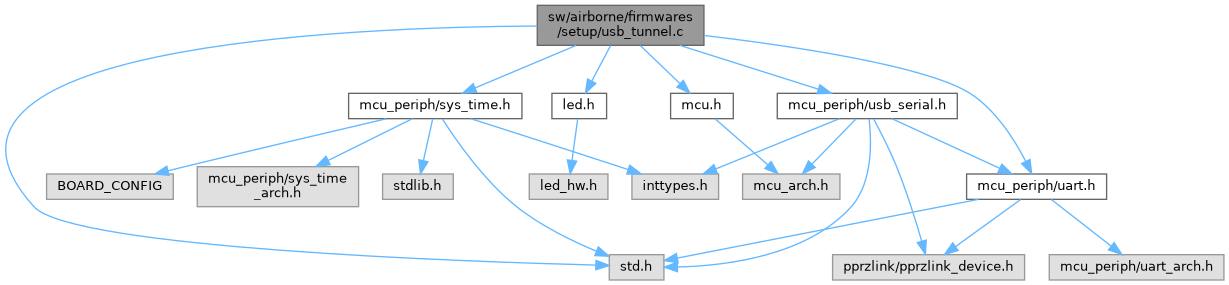 sw/airborne/firmwares
/setup/usb_tunnel.c
mcu_periph/sys_time.h
led.h
mcu.h
mcu_periph/usb_serial.h
BOARD_CONFIG
mcu_periph/sys_time
_arch.h
stdlib.h
led_hw.h
inttypes.h
mcu_arch.h
mcu_periph/uart.h
std.h
pprzlink/pprzlink_device.h
mcu_periph/uart_arch.h